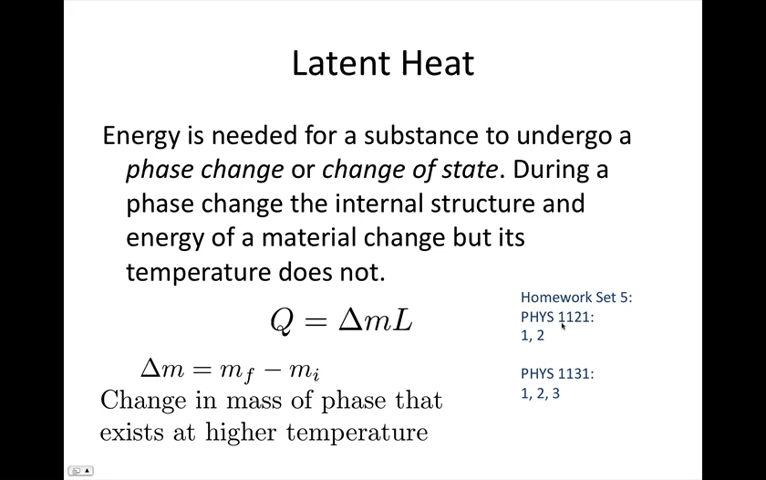 Latent Heat
Energy is needed for a substance to undergo a
phase change or change of state. During a
phase change the internal structure and
energy of a material change but its
temperature does not.
Q = ΔmL
Δm = m_f − m_i
Change in mass of phase that
exists at higher temperature
Homework Set 5:
PHYS 1121:
1, 2
PHYS 1131:
1, 2, 3